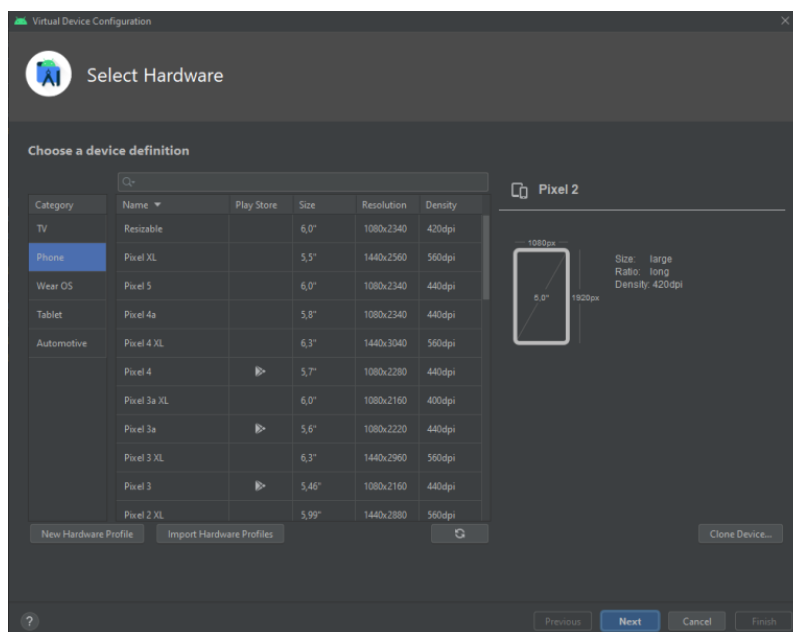 Virtual Device Configuration
Select Hardware
Choose a device definition
Category Name Play Store Size Resolution Density
TV
Phone
Wear OS
Tablet
Automotive
Resizable 6,0" 1080x2340 420dpi
Pixel XL 5,5" 1440x2560 560dpi
Pixel 5 6,0" 1080x2340 440dpi
Pixel 4a 5,8" 1080x2340 440dpi
Pixel 4 XL 6,3" 1440x3040 560dpi
Pixel 4 5,7" 1080x2280 440dpi
Pixel 3a XL 6,0" 1080x2160 400dpi
Pixel 3a 5,6" 1080x2220 440dpi
Pixel 3 XL 6,3" 1440x2960 560dpi
Pixel 3 5,46" 1080x2160 440dpi
Pixel 2 XL 5,99" 1440x2880 560dpi
New Hardware Profile Import Hardware Profiles
Pixel 2
1080px
5,0"
1920px
Size: large
Ratio: long
Density: 420dpi
Clone Device...
? Previous Next Cancel Finish